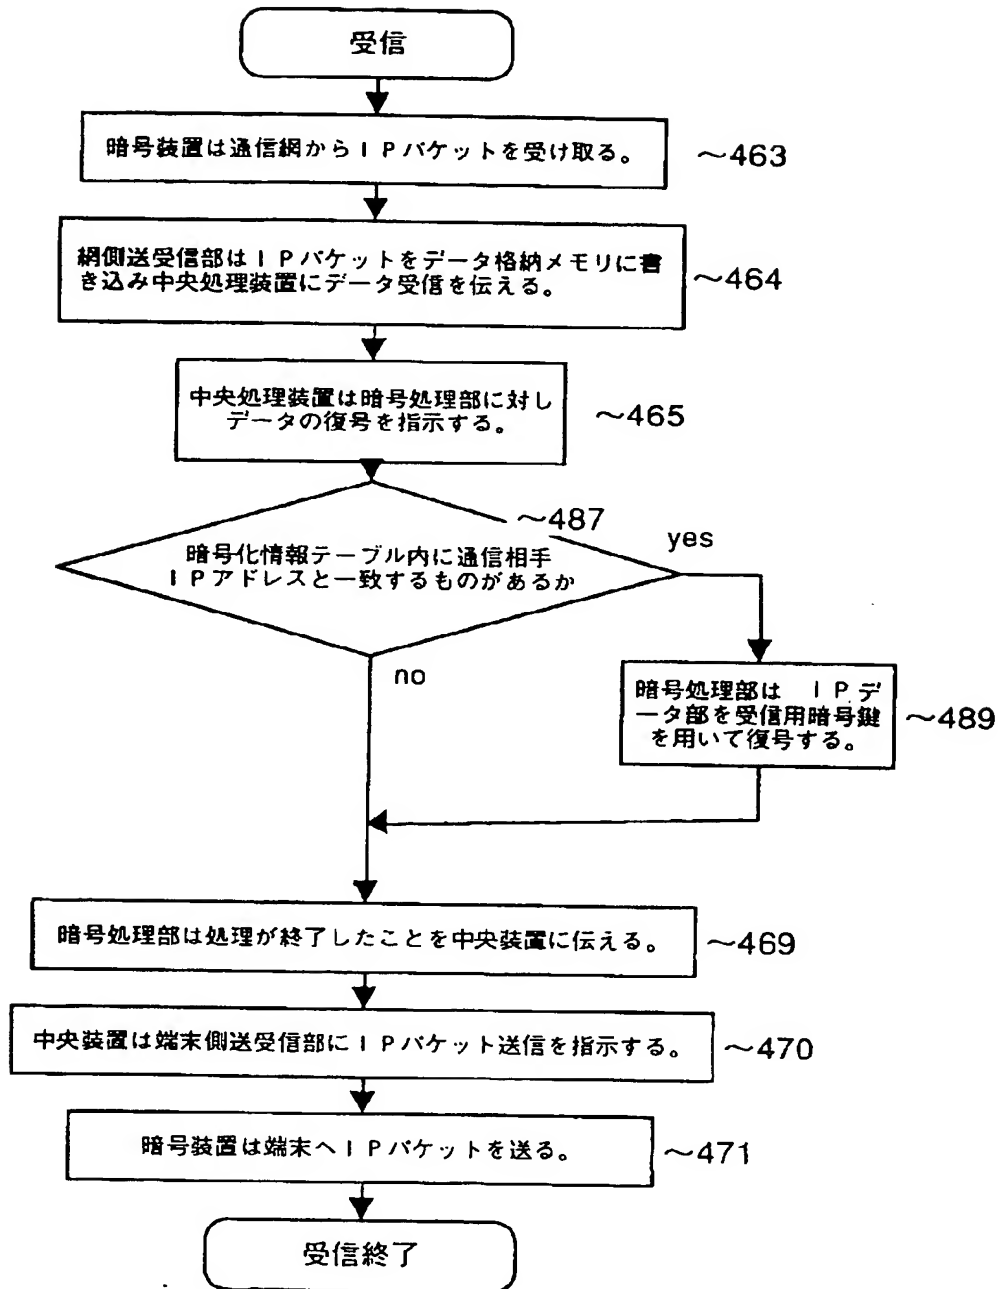 受信
暗号装置は通信網からＩＰパケットを受け取る。
～463
網側送受信部はＩＰパケットをデータ格納メモリに書
き込み中央処理装置にデータ受信を伝える。
～464
中央処理装置は暗号処理部に対し
データの復号を指示する。
～465
～487
暗号化情報テーブル内に通信相手
ＩＰアドレスと一致するものがあるか
yes
no
暗号処理部は ＩＰデ
ータ部を受信用暗号鍵
を用いて復号する。
～489
暗号処理部は処理が終了したことを中央装置に伝える。
～469
中央装置は端末側送受信部にＩＰパケット送信を指示する。
～470
暗号装置は端末へＩＰパケットを送る。
～471
受信終了